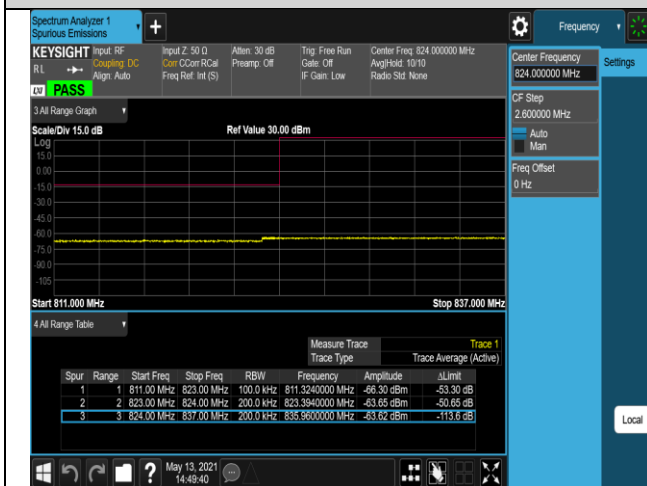 Spectrum Analyzer 1
Spurious Emissions
+
Frequency
KEYSIGHT
RL
LXI
PASS
Input: RF
Coupling: DC
Align: Auto
Input Z: 50 Ω
Corr CCorr RCal
Freq Ref: Int (S)
Atten: 30 dB
Preamp: Off
Trig: Free Run
Gate: Off
IF Gain: Low
Center Freq: 824.000000 MHz
Avg|Hold: 10/10
Radio Std: None
Center Frequency
824.000000 MHz
Settings
CF Step
2.600000 MHz
Auto
Man
Freq Offset
0 Hz
3 All Range Graph
Scale/Div 15.0 dB
Ref Value 30.00 dBm
Log
15.0
0.00
-15.0
-30.0
-45.0
-60.0
-75.0
-90.0
-105
Start 811.000 MHz
Stop 837.000 MHz
4 All Range Table
Measure Trace Trace 1
Trace Type Trace Average (Active)
Spur Range Start Freq Stop Freq RBW Frequency Amplitude ΔLimit
1 1 811.00 MHz 823.00 MHz 100.0 kHz 811.3240000 MHz -66.30 dBm -53.30 dB
2 2 823.00 MHz 824.00 MHz 200.0 kHz 823.3940000 MHz -63.65 dBm -50.65 dB
3 3 824.00 MHz 837.00 MHz 200.0 kHz 835.9600000 MHz -63.62 dBm -113.6 dB
Local
?
May 13, 2021
14:49:40